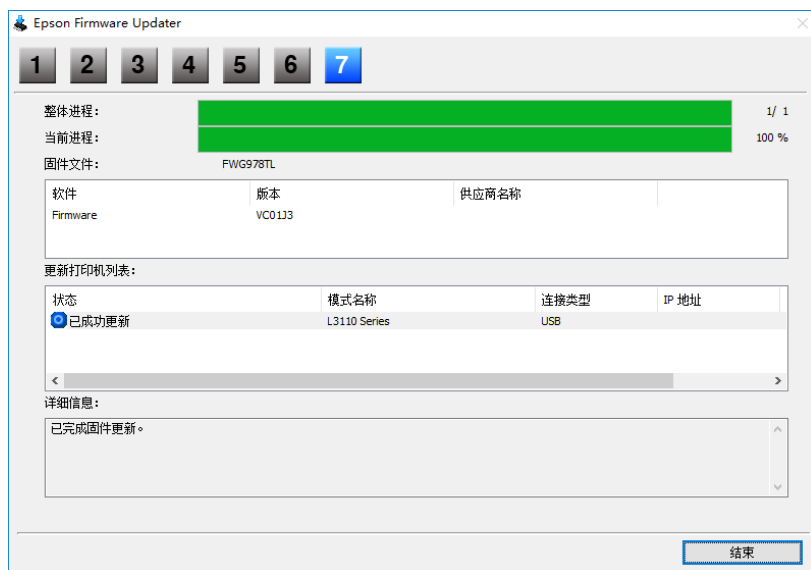 Epson Firmware Updater
1 2 3 4 5 6 7
整体进程： 1/ 1
当前进程： 100 %
固件文件： FWG978TL
软件 版本 供应商名称
Firmware VC01J3
更新打印机列表：
状态 模式名称 连接类型 IP 地址
已成功更新 L3110 Series USB
详细信息：
已完成固件更新。
结束